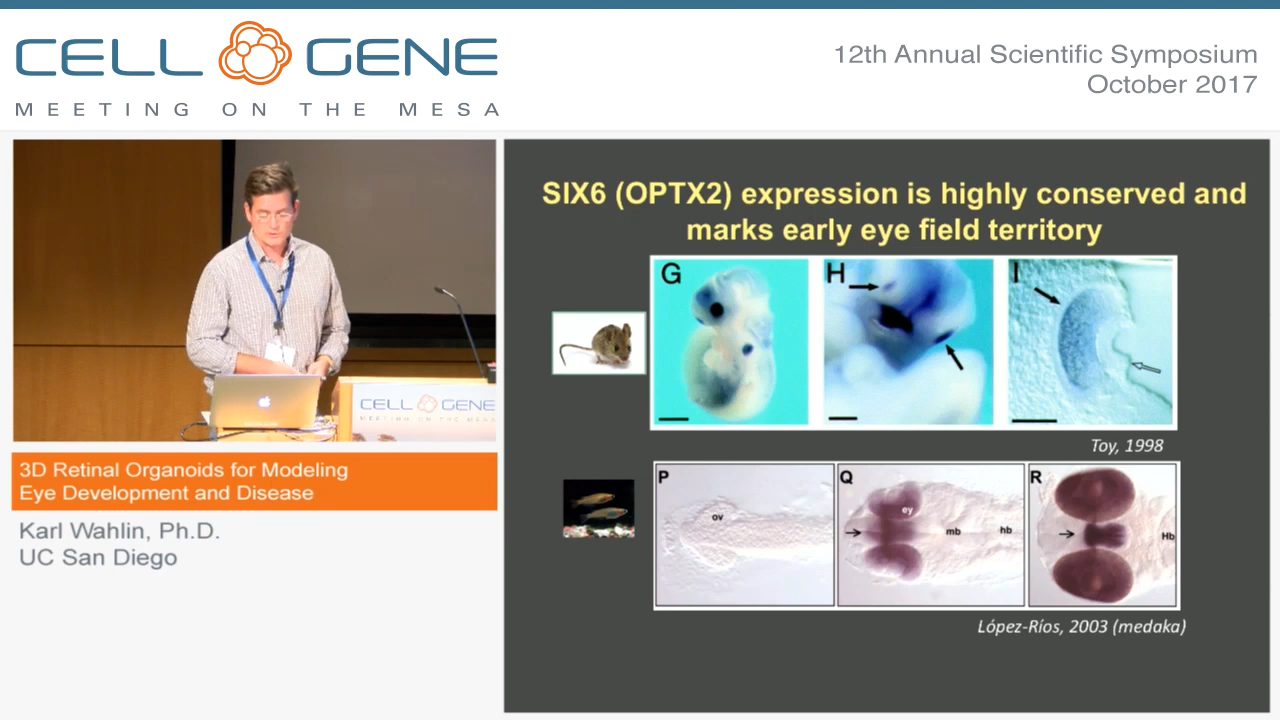 CELL GENE
MEETING ON THE MESA
12th Annual Scientific Symposium
October 2017
CELL GENE
MEETING ON THE MESA
3D Retinal Organoids for Modeling
Eye Development and Disease
Karl Wahlin, Ph.D.
UC San Diego
SIX6 (OPTX2) expression is highly conserved and
marks early eye field territory
G
H
I
Toy, 1998
P
ov
Q
ey
mb
hb
R
Hb
López-Ríos, 2003 (medaka)